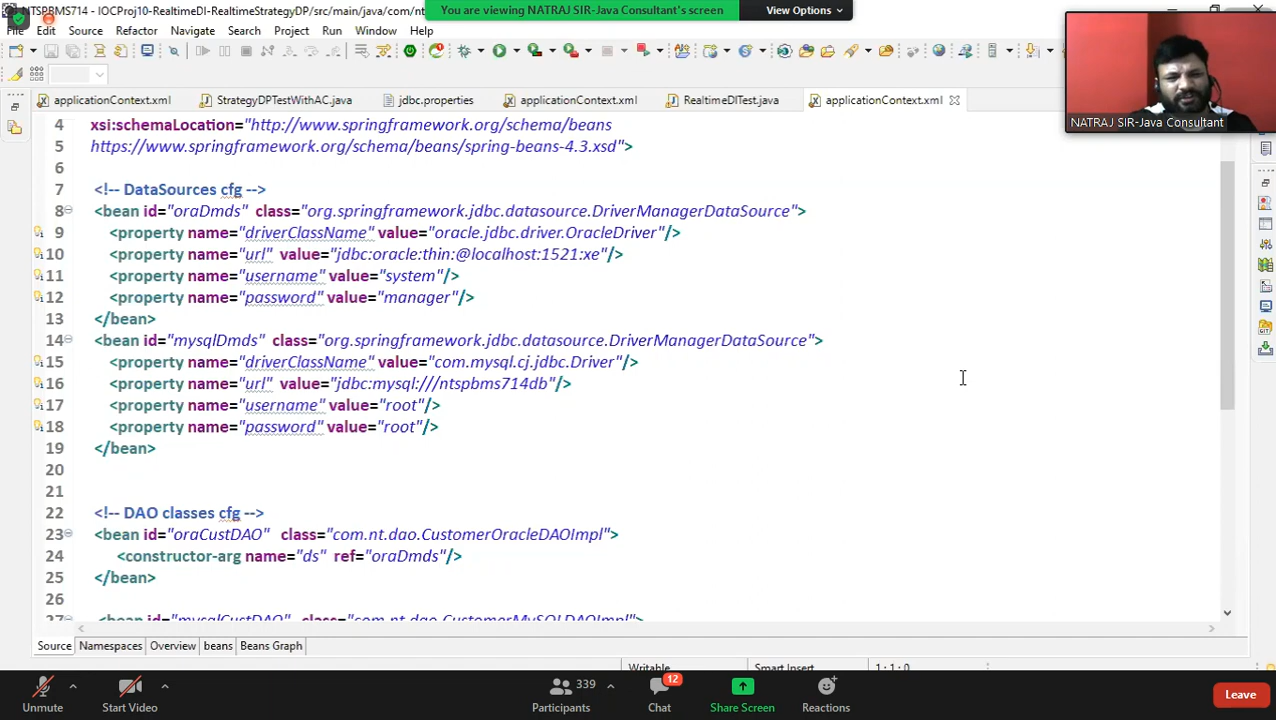 NTSPBMS714 - IOCProj10-RealtimeDI-RealtimeStrategyDP/src/main/java/com/nt
You are viewing NATRAJ SIR-Java Consultant's screen
View Options
File Edit Source Refactor Navigate Search Project Run Window Help
NATRAJ SIR-Java Consultant
applicationContext.xml StrategyDPTestWithAC.java jdbc.properties applicationContext.xml RealtimeDITest.java applicationContext.xml
4 xsi:schemaLocation="http://www.springframework.org/schema/beans
5 https://www.springframework.org/schema/beans/spring-beans-4.3.xsd">
6
7 <!-- DataSources cfg -->
8 <bean id="oraDmds" class="org.springframework.jdbc.datasource.DriverManagerDataSource">
9 <property name="driverClassName" value="oracle.jdbc.driver.OracleDriver"/>
10 <property name="url" value="jdbc:oracle:thin:@localhost:1521:xe"/>
11 <property name="username" value="system"/>
12 <property name="password" value="manager"/>
13 </bean>
14 <bean id="mysqlDmds" class="org.springframework.jdbc.datasource.DriverManagerDataSource">
15 <property name="driverClassName" value="com.mysql.cj.jdbc.Driver"/>
16 <property name="url" value="jdbc:mysql:///ntspbms714db"/>
17 <property name="username" value="root"/>
18 <property name="password" value="root"/>
19 </bean>
20
21
22 <!-- DAO classes cfg -->
23 <bean id="oraCustDAO" class="com.nt.dao.CustomerOracleDAOImpl">
24 <constructor-arg name="ds" ref="oraDmds"/>
25 </bean>
26
27 <bean id="mysqlCustDAO" class="com.nt.dao.CustomerMySQLDAOImpl">
Source Namespaces Overview beans Beans Graph
Writable Smart Insert 1:1:0
339 12
Unmute Start Video Participants Chat Share Screen Reactions Leave